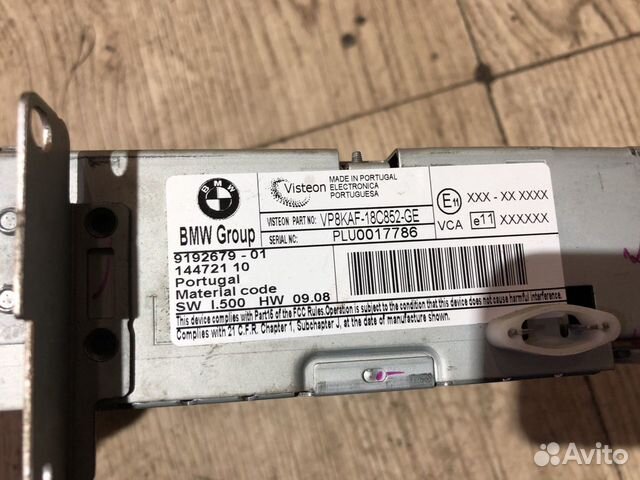 BMW
BMW Group
Visteon
MADE IN PORTUGAL
ELECTRONICA
PORTUGUESA
VISTEON PART NO: VP8KAF-18C852-GE
SERIAL NC: PLU0017786
E11 XXX - XX XXXX
VCA e11 XXXXXX
9192679 - 01
144721 10
Portugal
Material code
SW I.500 HW 09.08
This device complies with Part15 of the FCC Rules. Operation is subject to the condition that this device does not cause harmful interference.
Complies with 21 C.F.R. Chapter 1, Subchapter J, at the date of manufacture shown.
Avito